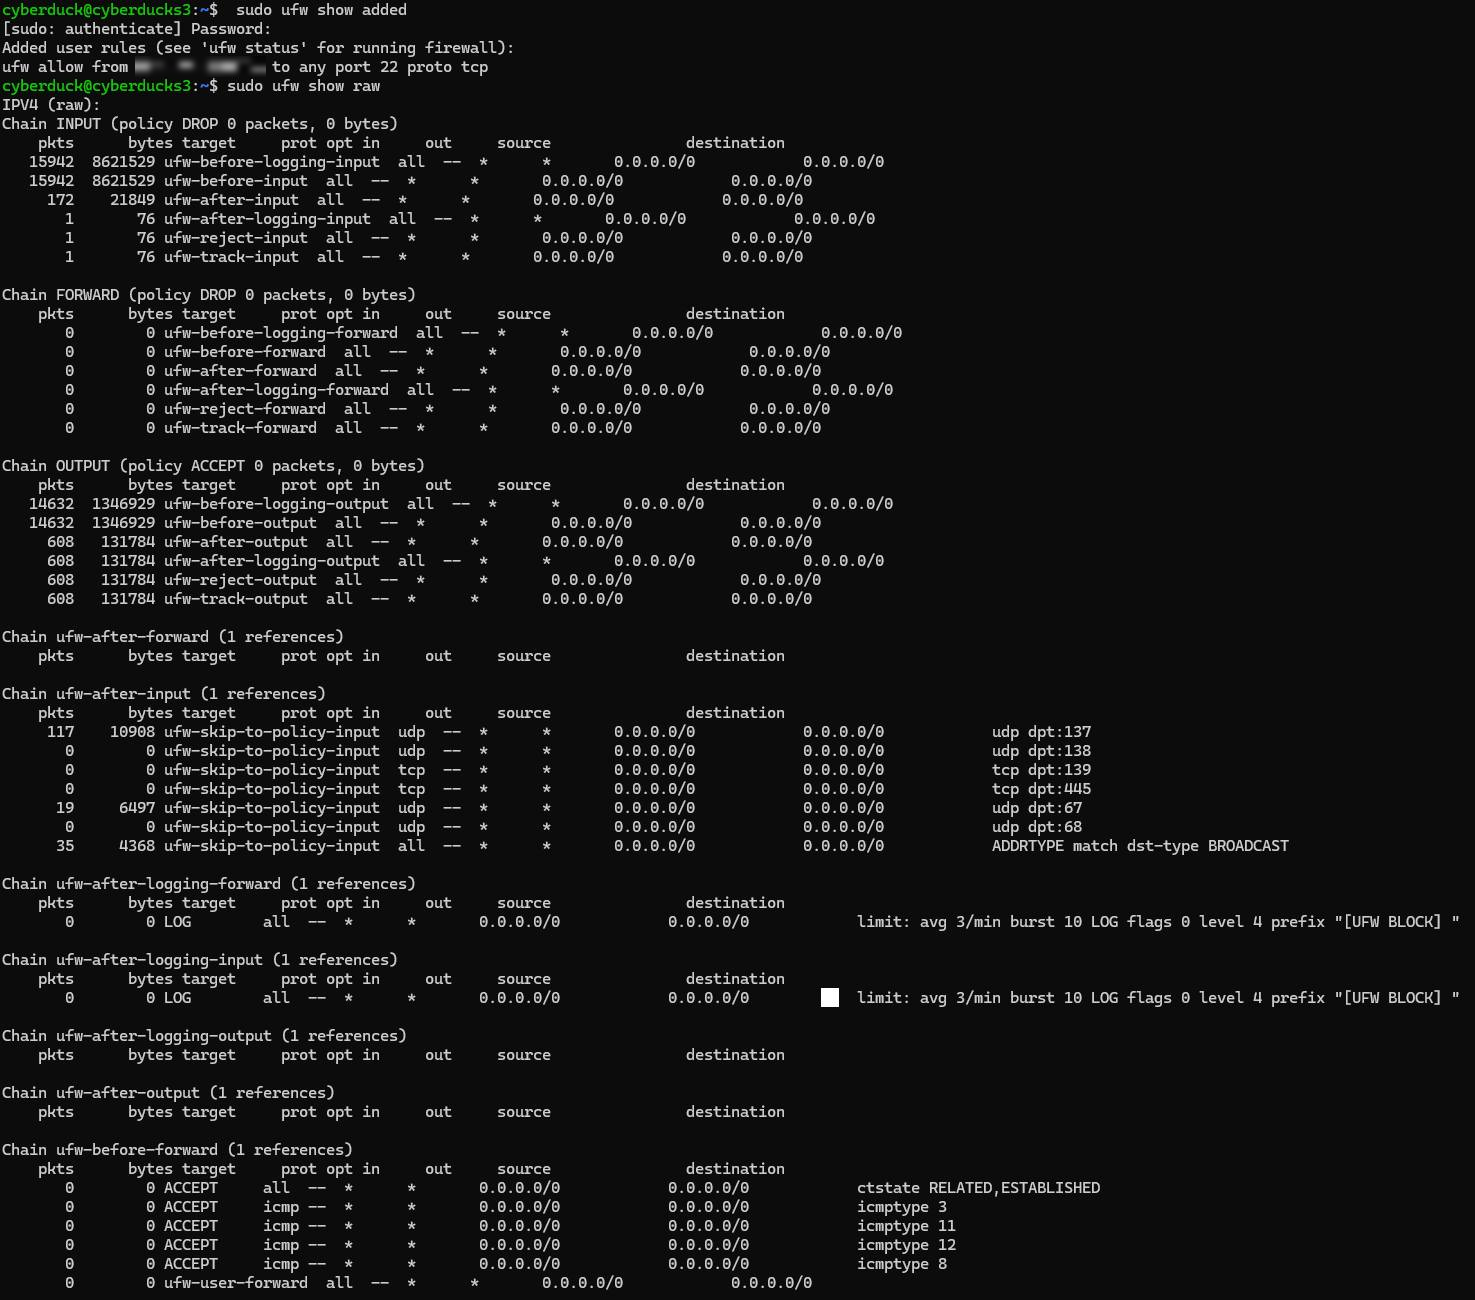 cyberduck@cyberducks3:~$  sudo ufw show added
[sudo: authenticate] Password:
Added user rules (see 'ufw status' for running firewall):
ufw allow from to any port 22 proto tcp
cyberduck@cyberducks3:~$ sudo ufw show raw
IPV4 (raw):
Chain INPUT (policy DROP 0 packets, 0 bytes)
    pkts      bytes target     prot opt in     out     source               destination
   15942  8621529 ufw-before-logging-input  all  --  *      *       0.0.0.0/0            0.0.0.0/0
   15942  8621529 ufw-before-input  all  --  *      *       0.0.0.0/0            0.0.0.0/0
     172    21849 ufw-after-input  all  --  *      *       0.0.0.0/0            0.0.0.0/0
       1       76 ufw-after-logging-input  all  --  *      *       0.0.0.0/0            0.0.0.0/0
       1       76 ufw-reject-input  all  --  *      *       0.0.0.0/0            0.0.0.0/0
       1       76 ufw-track-input  all  --  *      *       0.0.0.0/0            0.0.0.0/0
Chain FORWARD (policy DROP 0 packets, 0 bytes)
    pkts      bytes target     prot opt in     out     source               destination
       0        0 ufw-before-logging-forward  all  --  *      *       0.0.0.0/0            0.0.0.0/0
       0        0 ufw-before-forward  all  --  *      *       0.0.0.0/0            0.0.0.0/0
       0        0 ufw-after-forward  all  --  *      *       0.0.0.0/0            0.0.0.0/0
       0        0 ufw-after-logging-forward  all  --  *      *       0.0.0.0/0            0.0.0.0/0
       0        0 ufw-reject-forward  all  --  *      *       0.0.0.0/0            0.0.0.0/0
       0        0 ufw-track-forward  all  --  *      *       0.0.0.0/0            0.0.0.0/0
Chain OUTPUT (policy ACCEPT 0 packets, 0 bytes)
    pkts      bytes target     prot opt in     out     source               destination
   14632  1346929 ufw-before-logging-output  all  --  *      *       0.0.0.0/0            0.0.0.0/0
   14632  1346929 ufw-before-output  all  --  *      *       0.0.0.0/0            0.0.0.0/0
     608   131784 ufw-after-output  all  --  *      *       0.0.0.0/0            0.0.0.0/0
     608   131784 ufw-after-logging-output  all  --  *      *       0.0.0.0/0            0.0.0.0/0
     608   131784 ufw-reject-output  all  --  *      *       0.0.0.0/0            0.0.0.0/0
     608   131784 ufw-track-output  all  --  *      *       0.0.0.0/0            0.0.0.0/0
Chain ufw-after-forward (1 references)
    pkts      bytes target     prot opt in     out     source               destination
Chain ufw-after-input (1 references)
    pkts      bytes target     prot opt in     out     source               destination
     117    10908 ufw-skip-to-policy-input  udp  --  *      *       0.0.0.0/0            0.0.0.0/0            udp dpt:137
       0        0 ufw-skip-to-policy-input  udp  --  *      *       0.0.0.0/0            0.0.0.0/0            udp dpt:138
       0        0 ufw-skip-to-policy-input  tcp  --  *      *       0.0.0.0/0            0.0.0.0/0            tcp dpt:139
       0        0 ufw-skip-to-policy-input  tcp  --  *      *       0.0.0.0/0            0.0.0.0/0            tcp dpt:445
      19     6497 ufw-skip-to-policy-input  udp  --  *      *       0.0.0.0/0            0.0.0.0/0            udp dpt:67
       0        0 ufw-skip-to-policy-input  udp  --  *      *       0.0.0.0/0            0.0.0.0/0            udp dpt:68
      35     4368 ufw-skip-to-policy-input  all  --  *      *       0.0.0.0/0            0.0.0.0/0            ADDRTYPE match dst-type BROADCAST
Chain ufw-after-logging-forward (1 references)
    pkts      bytes target     prot opt in     out     source               destination
       0        0 LOG        all  --  *      *       0.0.0.0/0            0.0.0.0/0            limit: avg 3/min burst 10 LOG flags 0 level 4 prefix "[UFW BLOCK] "
Chain ufw-after-logging-input (1 references)
    pkts      bytes target     prot opt in     out     source               destination
       0        0 LOG        all  --  *      *       0.0.0.0/0            0.0.0.0/0            limit: avg 3/min burst 10 LOG flags 0 level 4 prefix "[UFW BLOCK] "
Chain ufw-after-logging-output (1 references)
    pkts      bytes target     prot opt in     out     source               destination
Chain ufw-after-output (1 references)
    pkts      bytes target     prot opt in     out     source               destination
Chain ufw-before-forward (1 references)
    pkts      bytes target     prot opt in     out     source               destination
       0        0 ACCEPT     all  --  *      *       0.0.0.0/0            0.0.0.0/0            ctstate RELATED,ESTABLISHED
       0        0 ACCEPT     icmp --  *      *       0.0.0.0/0            0.0.0.0/0            icmptype 3
       0        0 ACCEPT     icmp --  *      *       0.0.0.0/0            0.0.0.0/0            icmptype 11
       0        0 ACCEPT     icmp --  *      *       0.0.0.0/0            0.0.0.0/0            icmptype 12
       0        0 ACCEPT     icmp --  *      *       0.0.0.0/0            0.0.0.0/0            icmptype 8
       0        0 ufw-user-forward  all  --  *      *       0.0.0.0/0            0.0.0.0/0